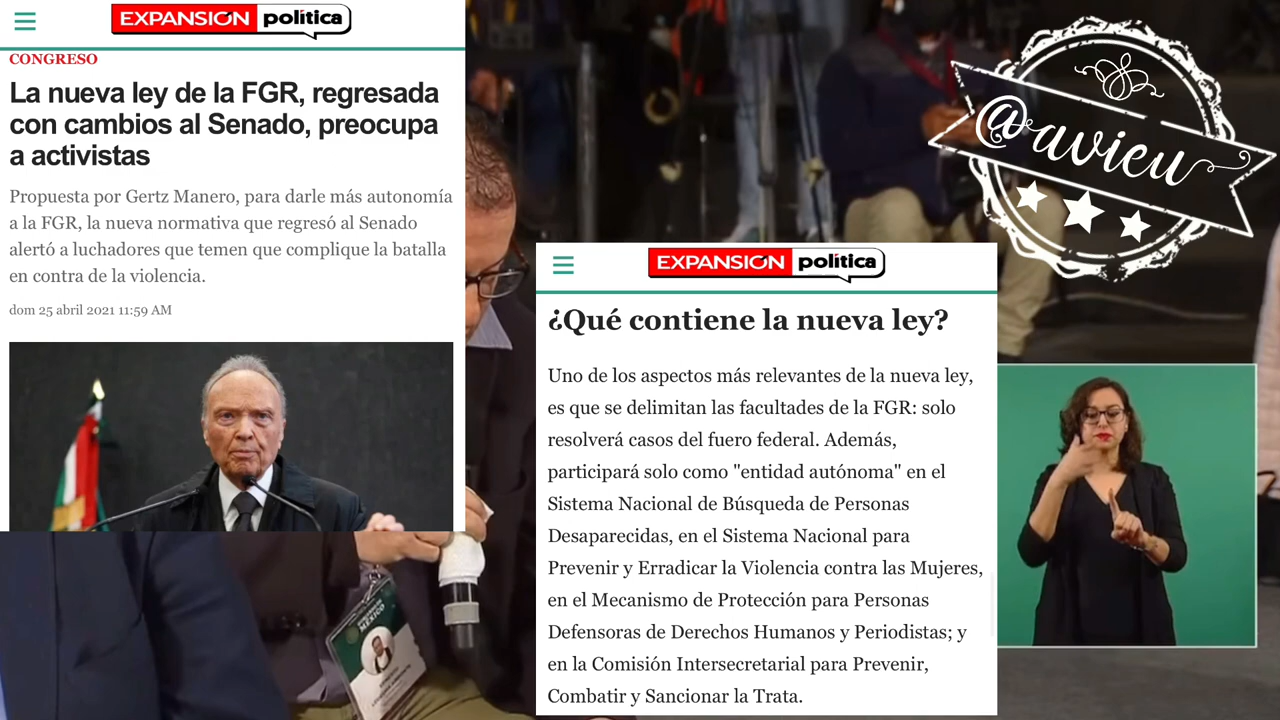 EXPANSIÓN política
CONGRESO
La nueva ley de la FGR, regresada
con cambios al Senado, preocupa
a activistas
Propuesta por Gertz Manero, para darle más autonomía
a la FGR, la nueva normativa que regresó al Senado
alertó a luchadores que temen que complique la batalla
en contra de la violencia.
dom 25 abril 2021 11:59 AM
@avieu
EXPANSIÓN política
¿Qué contiene la nueva ley?
Uno de los aspectos más relevantes de la nueva ley,
es que se delimitan las facultades de la FGR: solo
resolverá casos del fuero federal. Además,
participará solo como "entidad autónoma" en el
Sistema Nacional de Búsqueda de Personas
Desaparecidas, en el Sistema Nacional para
Prevenir y Erradicar la Violencia contra las Mujeres,
en el Mecanismo de Protección para Personas
Defensoras de Derechos Humanos y Periodistas; y
en la Comisión Intersecretarial para Prevenir,
Combatir y Sancionar la Trata.
MÉXICO